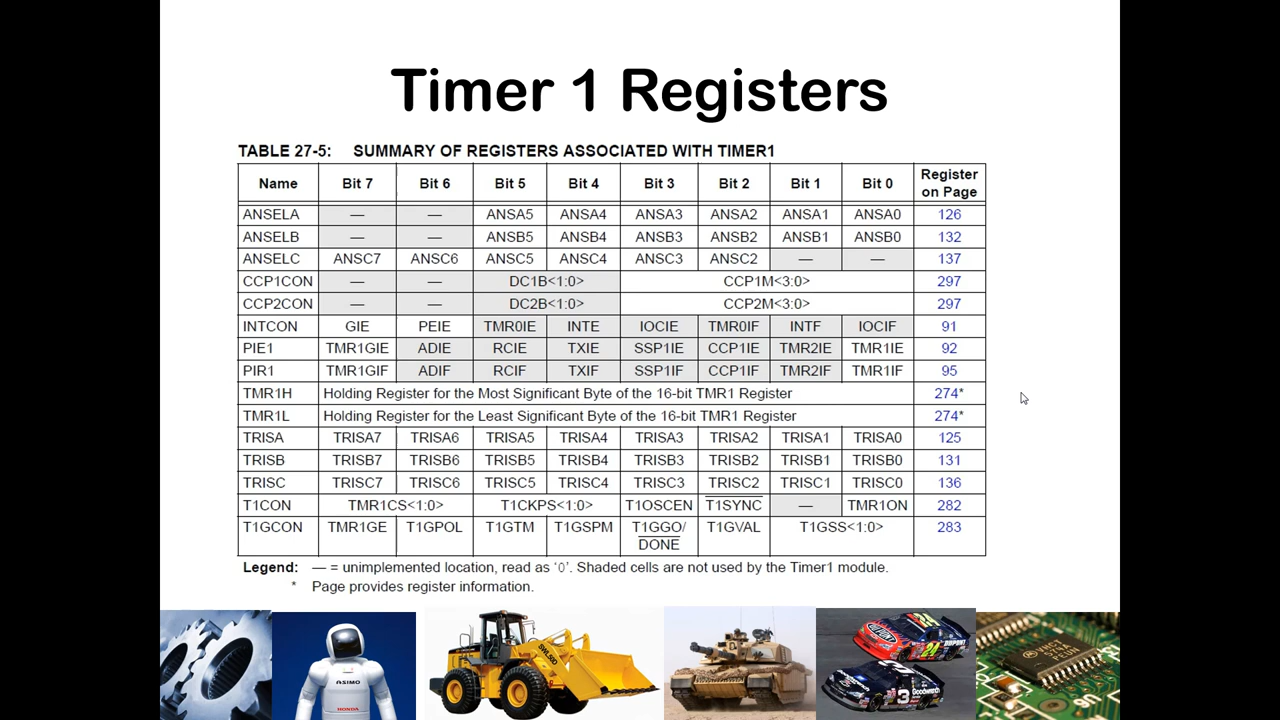 Timer 1 Registers
TABLE 27-5: SUMMARY OF REGISTERS ASSOCIATED WITH TIMER1
Name Bit 7 Bit 6 Bit 5 Bit 4 Bit 3 Bit 2 Bit 1 Bit 0 Register on Page
ANSELA — — ANSA5 ANSA4 ANSA3 ANSA2 ANSA1 ANSA0 126
ANSELB — — ANSB5 ANSB4 ANSB3 ANSB2 ANSB1 ANSB0 132
ANSELC ANSC7 ANSC6 ANSC5 ANSC4 ANSC3 ANSC2 — — 137
CCP1CON — — DC1B<1:0> CCP1M<3:0> 297
CCP2CON — — DC2B<1:0> CCP2M<3:0> 297
INTCON GIE PEIE TMR0IE INTE IOCIE TMR0IF INTF IOCIF 91
PIE1 TMR1GIE ADIE RCIE TXIE SSP1IE CCP1IE TMR2IE TMR1IE 92
PIR1 TMR1GIF ADIF RCIF TXIF SSP1IF CCP1IF TMR2IF TMR1IF 95
TMR1H Holding Register for the Most Significant Byte of the 16-bit TMR1 Register 274*
TMR1L Holding Register for the Least Significant Byte of the 16-bit TMR1 Register 274*
TRISA TRISA7 TRISA6 TRISA5 TRISA4 TRISA3 TRISA2 TRISA1 TRISA0 125
TRISB TRISB7 TRISB6 TRISB5 TRISB4 TRISB3 TRISB2 TRISB1 TRISB0 131
TRISC TRISC7 TRISC6 TRISC5 TRISC4 TRISC3 TRISC2 TRISC1 TRISC0 136
T1CON TMR1CS<1:0> T1CKPS<1:0> T1OSCEN T1SYNC — TMR1ON 282
T1GCON TMR1GE T1GPOL T1GTM T1GSPM T1GGO/ DONE T1GVAL T1GSS<1:0> 283
Legend: — = unimplemented location, read as '0'. Shaded cells are not used by the Timer1 module.
* Page provides register information.
ASIMO
HONDA
SWL50D
DUPONT
24
3
Goodwrench